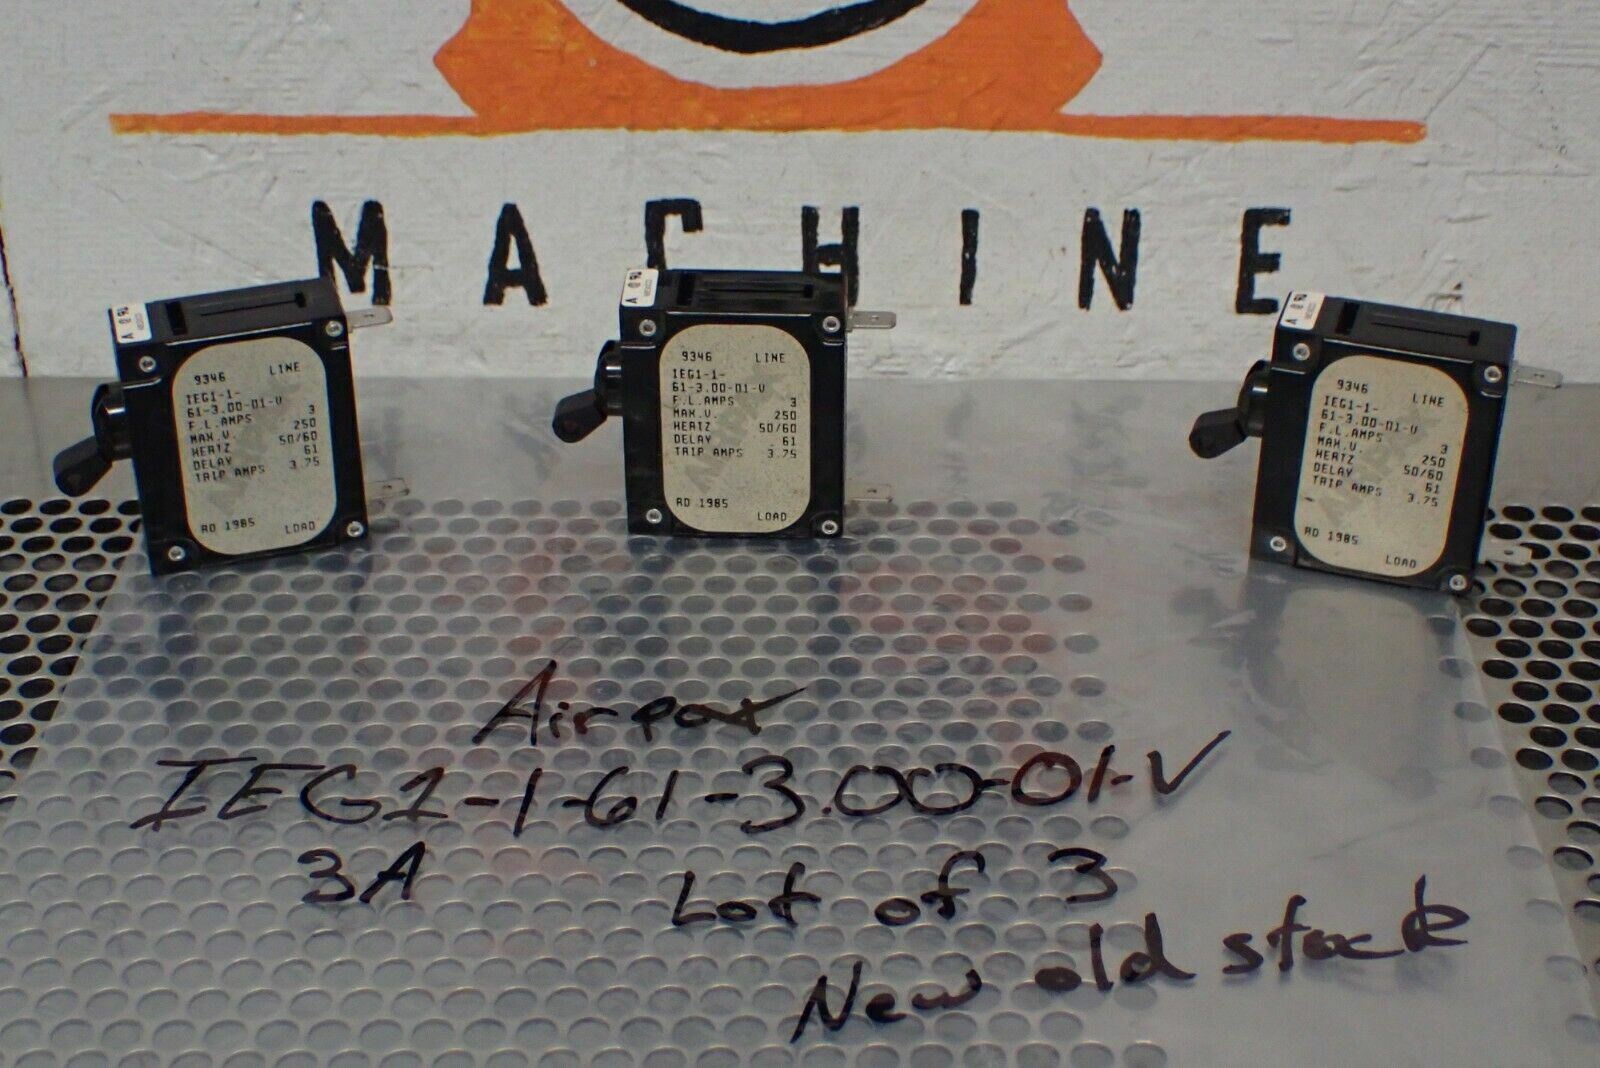 MACHINE
9346 LINE
IEG1-1-
61-3.00-01-V
F.L.AMPS 3
MAX.V. 250
HERTZ 50/60
DELAY 61
TRIP AMPS 3.75
RD 1985 LOAD
9346 LINE
IEG1-1-
61-3.00-01-V
F.L.AMPS 3
MAX.V. 250
HERTZ 50/60
DELAY 61
TRIP AMPS 3.75
RD 1985 LOAD
9346 LINE
IEG1-1-
61-3.00-01-V
F.L.AMPS 3
MAX.V. 250
HERTZ 50/60
DELAY 61
TRIP AMPS 3.75
RD 1985 LOAD
Airpax
IEG1-1-61-3.00-01-V
3A Lot of 3
New old stock